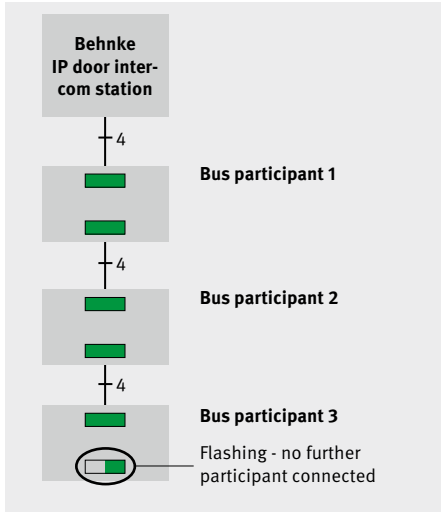 Behnke
IP door inter-
com station
4
Bus participant 1
4
Bus participant 2
4
Bus participant 3
Flashing - no further
participant connected